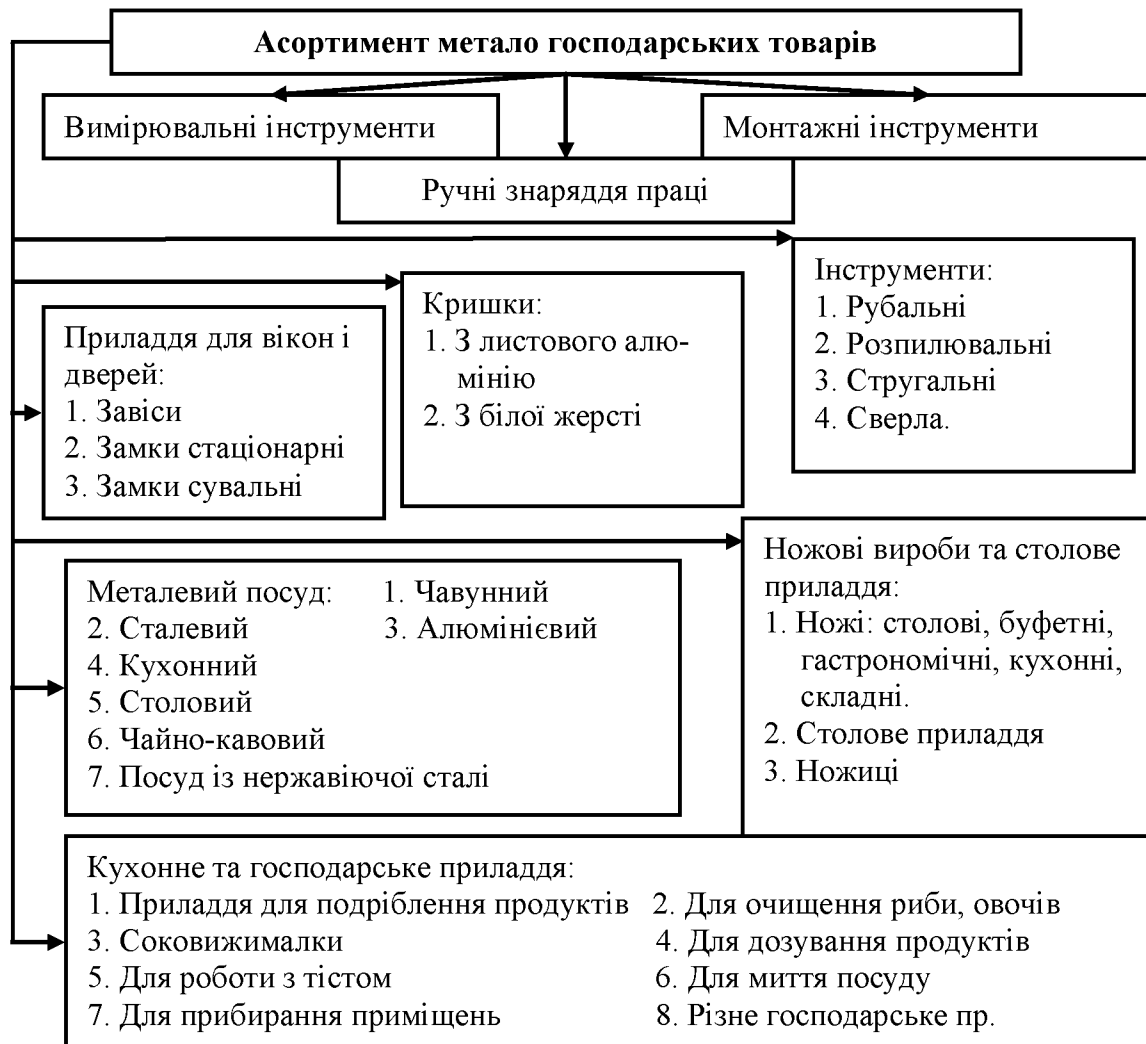 Асортимент метало господарських товарів
Вимірювальні інструменти
Монтажні інструменти
Ручні знаряддя праці
Інструменти:
1. Рубальні
2. Розпилювальні
3. Стругальні
4. Сверла.
Кришки:
1. З листового алю-
мінію
2. З білої жерсті
Приладдя для вікон і
дверей:
1. Завіси
2. Замки стаціонарні
3. Замки сувальні
Ножові вироби та столове
приладдя:
1. Ножі: столові, буфетні,
гастрономічні, кухонні,
складні.
2. Столове приладдя
3. Ножиці
Металевий посуд: 1. Чавунний
2. Сталевий 3. Алюмінієвий
4. Кухонний
5. Столовий
6. Чайно-кавовий
7. Посуд із нержавіючої сталі
Кухонне та господарське приладдя:
1. Приладдя для подріблення продуктів 2. Для очищення риби, овочів
3. Соковижималки 4. Для дозування продуктів
5. Для роботи з тістом 6. Для миття посуду
7. Для прибирання приміщень 8. Різне господарське пр.